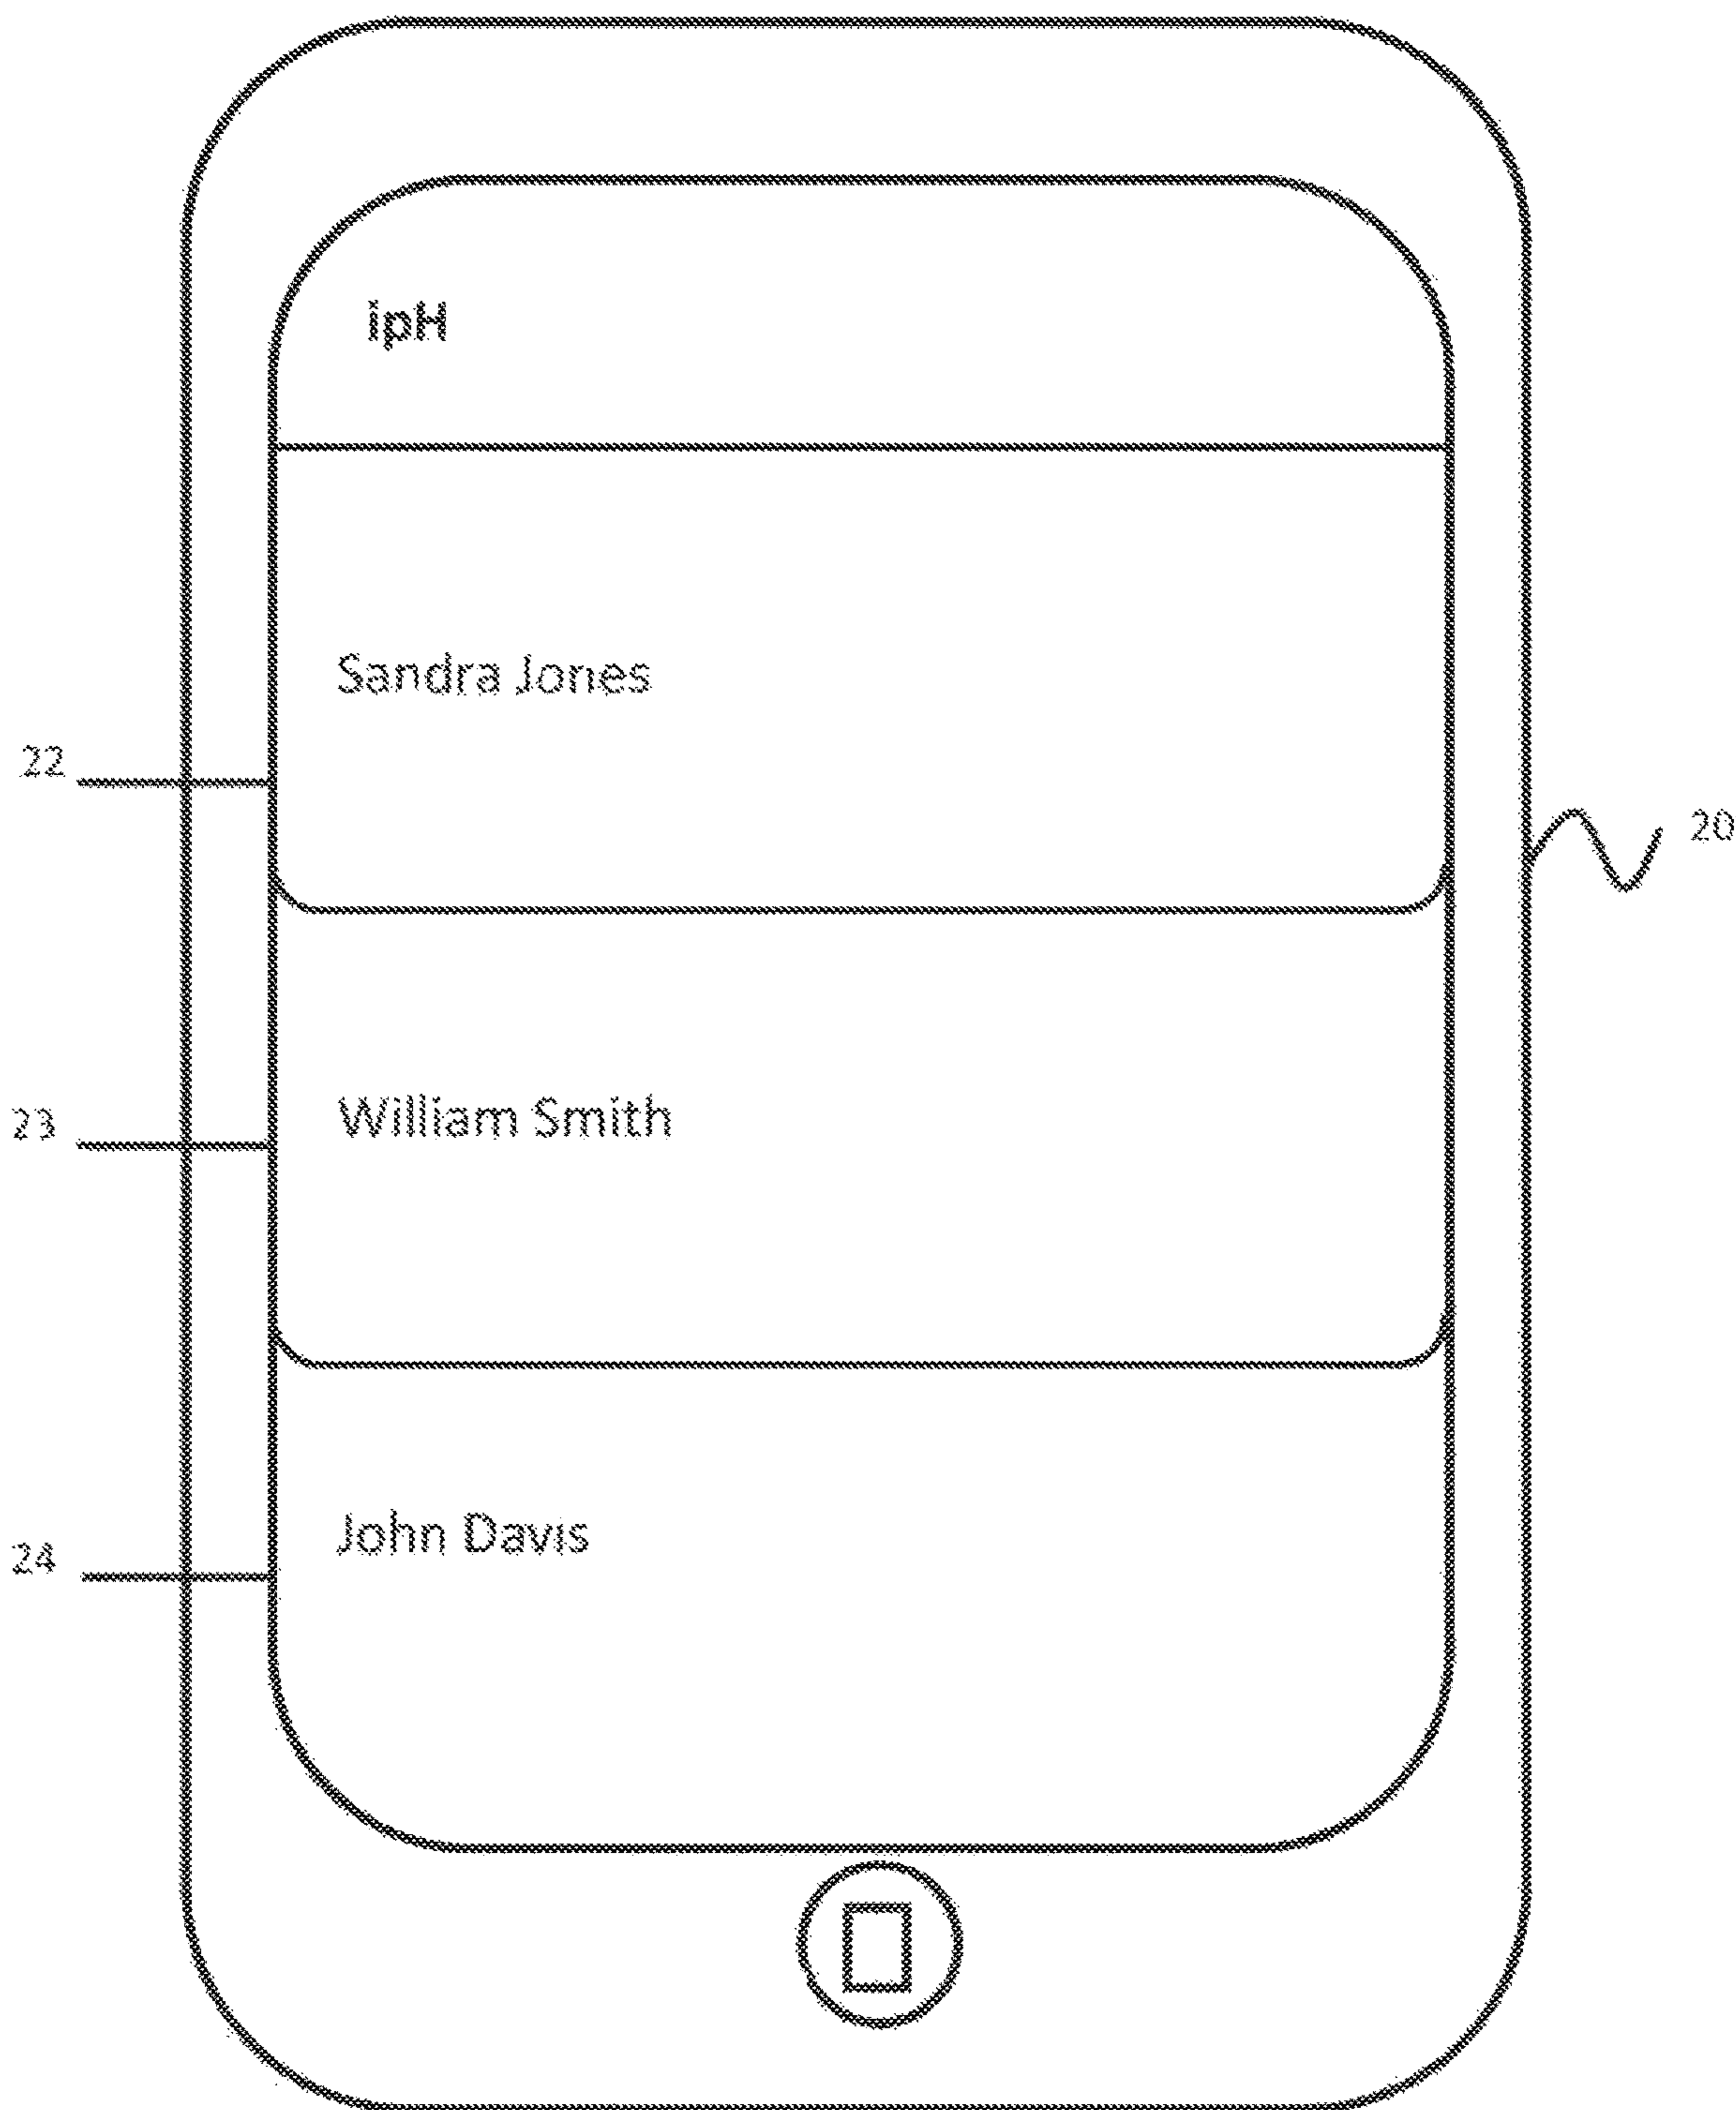 ipH
Sandra Jones
22
20
William Smith
23
John Davis
24